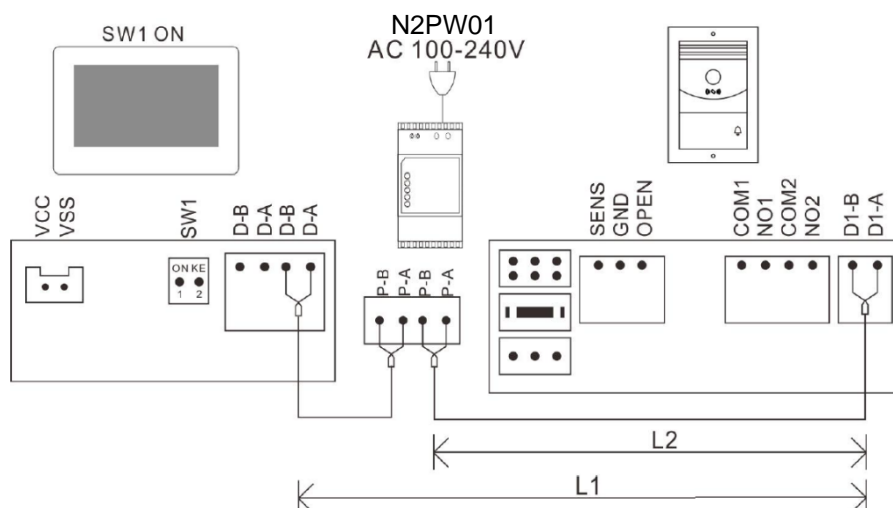 SW1 ON
N2PW01
AC 100-240V
VCC
VSS
SW1
D-B
D-A
D-B
D-A
SENS
GND
OPEN
COM1
NO1
COM2
NO2
D1-B
D1-A
ON KE
1 2
P-B
P-A
P-B
P-A
L2
L1